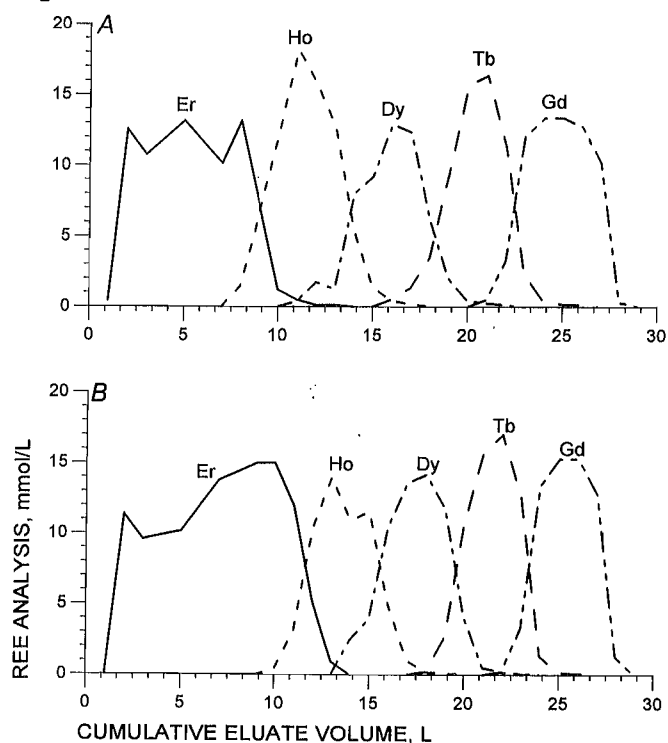 20 A
Ho
Tb
Er
Dy
Gd
15
10
5
0
0 5 10 15 20 25 30
20 B
Tb
Er
Ho
Dy
Gd
15
10
5
0
0 5 10 15 20 25 30
REE ANALYSIS, mmol/L
CUMULATIVE ELUATE VOLUME, L